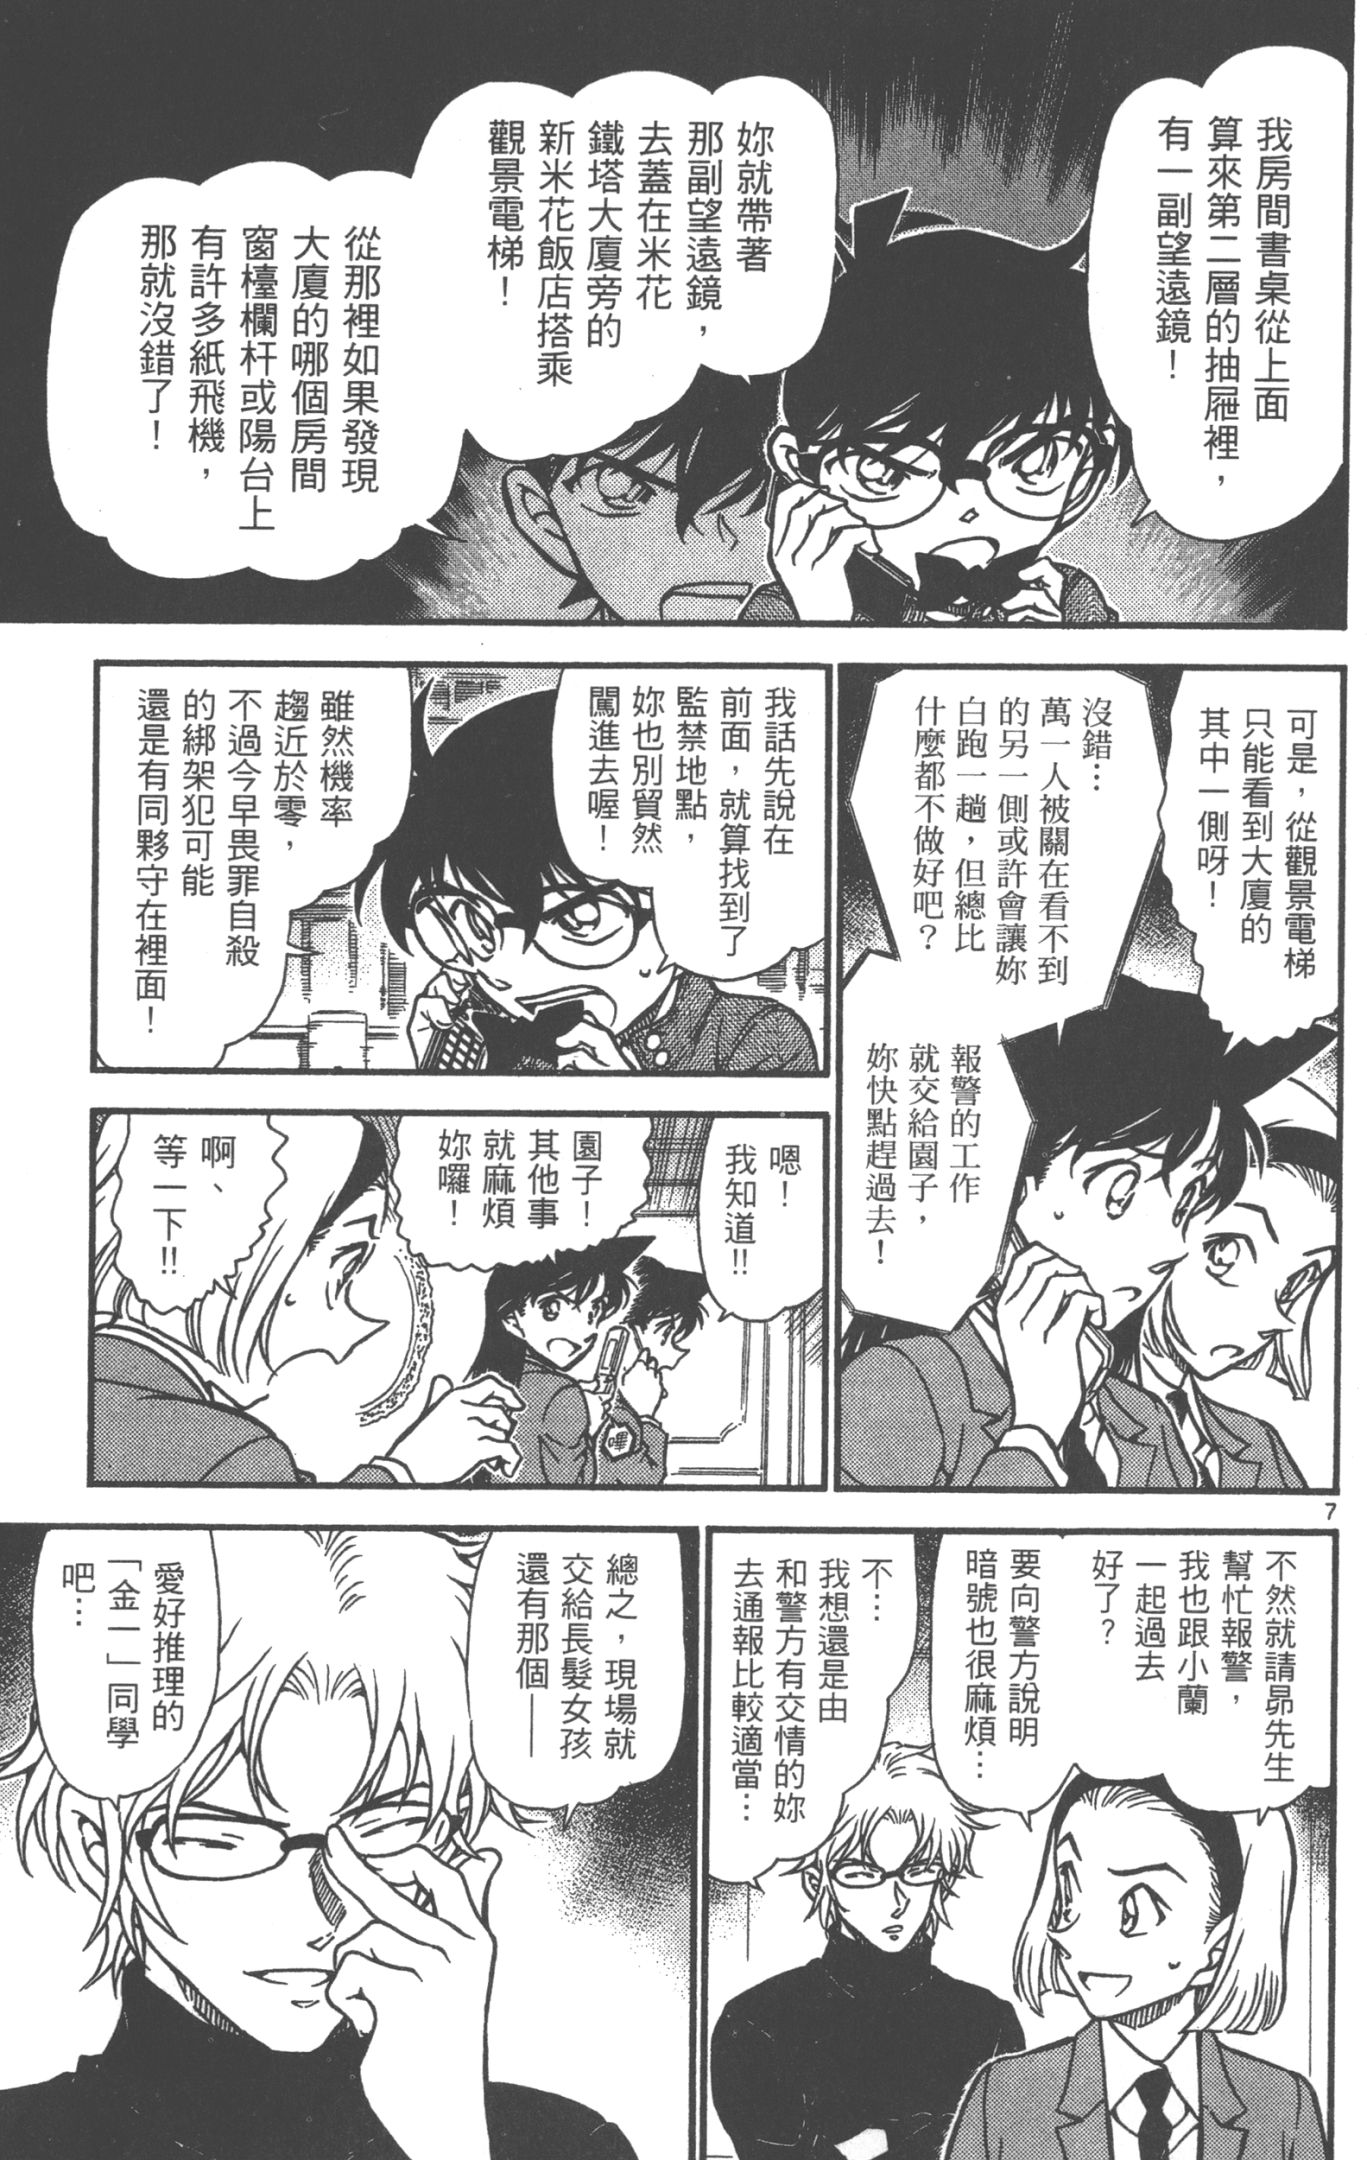 我房間書桌從上面
算來第二層的抽屜裡，
有一副望遠鏡！
妳就帶著
那副望遠鏡，
去蓋在米花
鐵塔大廈旁的
新米花飯店搭乘
觀景電梯！
從那裡如果發現
大廈的哪個房間
窗檯欄杆或陽台上
有許多紙飛機，
那就沒錯了！
可是，從觀景電梯
只能看到大廈的
其中一側呀！
沒錯…
萬一人被關在看不到
的另一側或許會讓妳
白跑一趟，但總比
什麼都不做好吧？
報警的工作
就交給園子，
妳快點趕過去！
我話先說在
前面，就算找到了
監禁地點，
妳也別貿然
闖進去喔！
雖然機率
趨近於零，
不過今早畏罪自殺
的綁架犯可能
還是有同夥守在裡面！
嗯！
我知道!!
園子！
其他事
就麻煩
妳囉！
嗶
啊、
等一下!!
7
不然就請昴先生
幫忙報警，
我也跟小蘭
一起過去
好了？
要向警方說明
暗號也很麻煩…
不…
我想還是由
和警方有交情的妳
去通報比較適當…
總之，現場就
交給長髮女孩
還有那個——
愛好推理的
「金一」同學
吧…